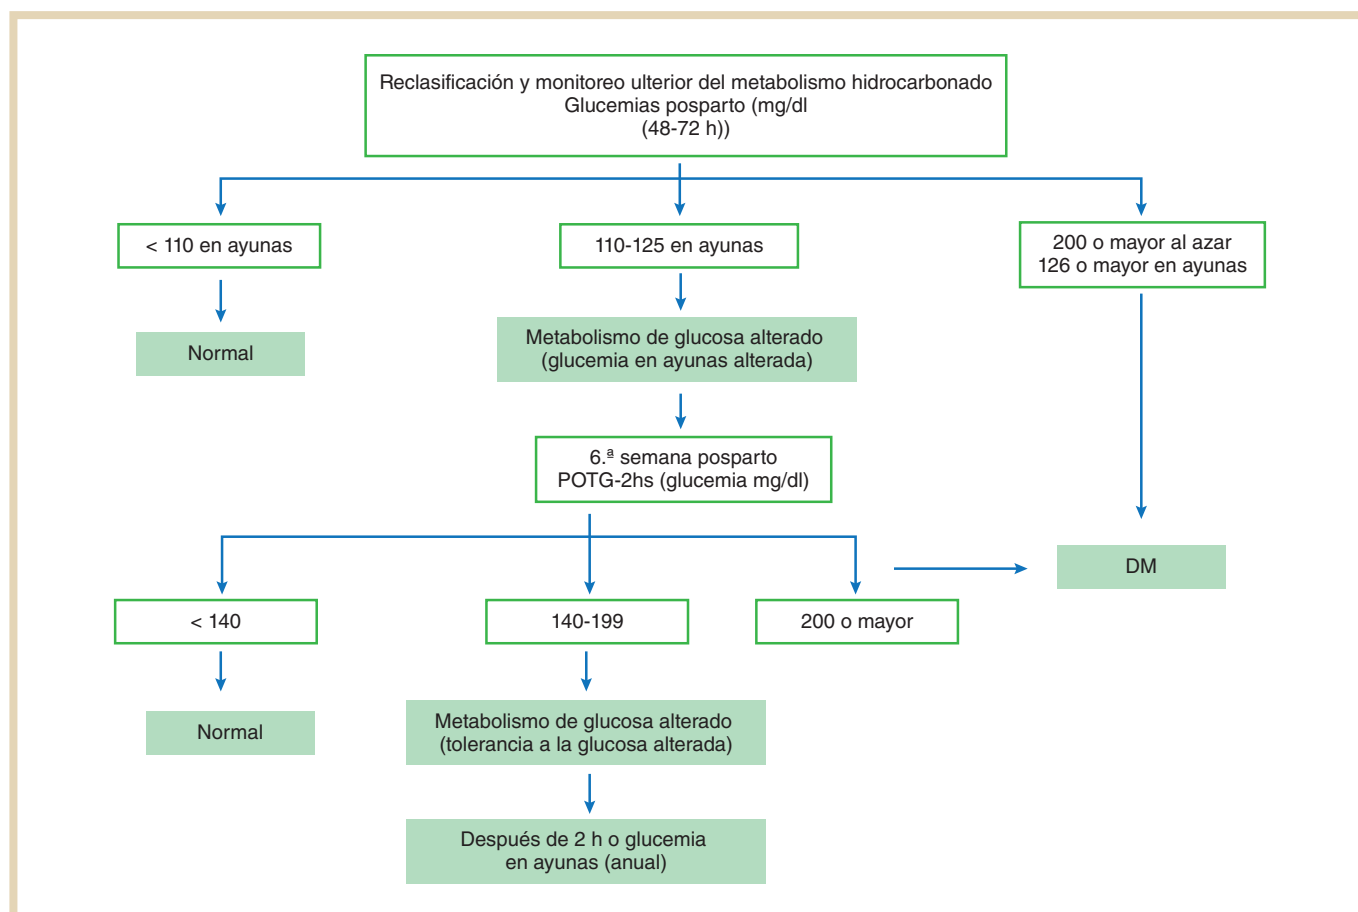 Reclasificación y monitoreo ulterior del metabolismo hidrocarbonado
Glucemias posparto (mg/dl
(48-72 h))
< 110 en ayunas
110-125 en ayunas
200 o mayor al azar
126 o mayor en ayunas
Normal
Metabolismo de glucosa alterado
(glucemia en ayunas alterada)
6.ª semana posparto
POTG-2hs (glucemia mg/dl)
DM
< 140
140-199
200 o mayor
Normal
Metabolismo de glucosa alterado
(tolerancia a la glucosa alterada)
Después de 2 h o glucemia
en ayunas (anual)